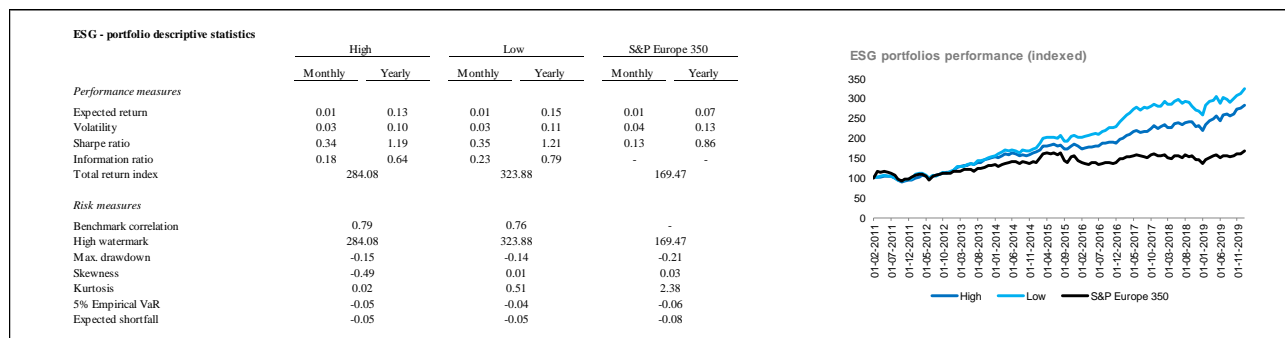 ESG - portfolio descriptive statistics
High Low S&P Europe 350
Monthly Yearly Monthly Yearly Monthly Yearly
Performance measures
Expected return 0.01 0.13 0.01 0.15 0.01 0.07
Volatility 0.03 0.10 0.03 0.11 0.04 0.13
Sharpe ratio 0.34 1.19 0.35 1.21 0.13 0.86
Information ratio 0.18 0.64 0.23 0.79 - -
Total return index 284.08 323.88 169.47
Risk measures
Benchmark correlation 0.79 0.76 -
High watermark 284.08 323.88 169.47
Max. drawdown -0.15 -0.14 -0.21
Skewness -0.49 0.01 0.03
Kurtosis 0.02 0.51 2.38
5% Empirical VaR -0.05 -0.04 -0.06
Expected shortfall -0.05 -0.05 -0.08
ESG portfolios performance (indexed)
350
300
250
200
150
100
50
0
01-02-2011
01-07-2011
01-12-2011
01-05-2012
01-10-2012
01-03-2013
01-08-2013
01-01-2014
01-06-2014
01-11-2014
01-04-2015
01-09-2015
01-02-2016
01-07-2016
01-12-2016
01-05-2017
01-10-2017
01-03-2018
01-08-2018
01-01-2019
01-06-2019
01-11-2019
High Low S&P Europe 350